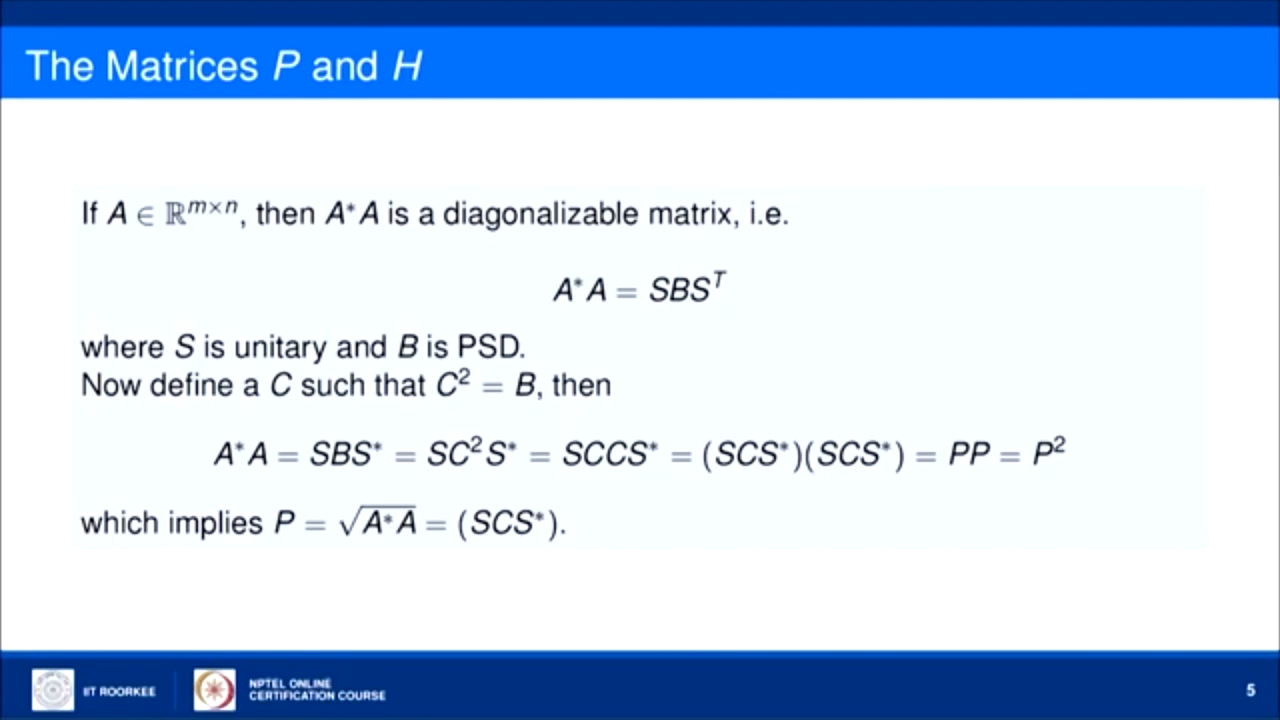 The Matrices P and H
If A ∈ ℝ^{m×n}, then A*A is a diagonalizable matrix, i.e.
A*A = SBS^T
where S is unitary and B is PSD.
Now define a C such that C² = B, then
A*A = SBS* = SC²S* = SCCS* = (SCS*)(SCS*) = PP = P²
which implies P = √A*A = (SCS*).
IIT ROORKEE
NPTEL ONLINE
CERTIFICATION COURSE
5